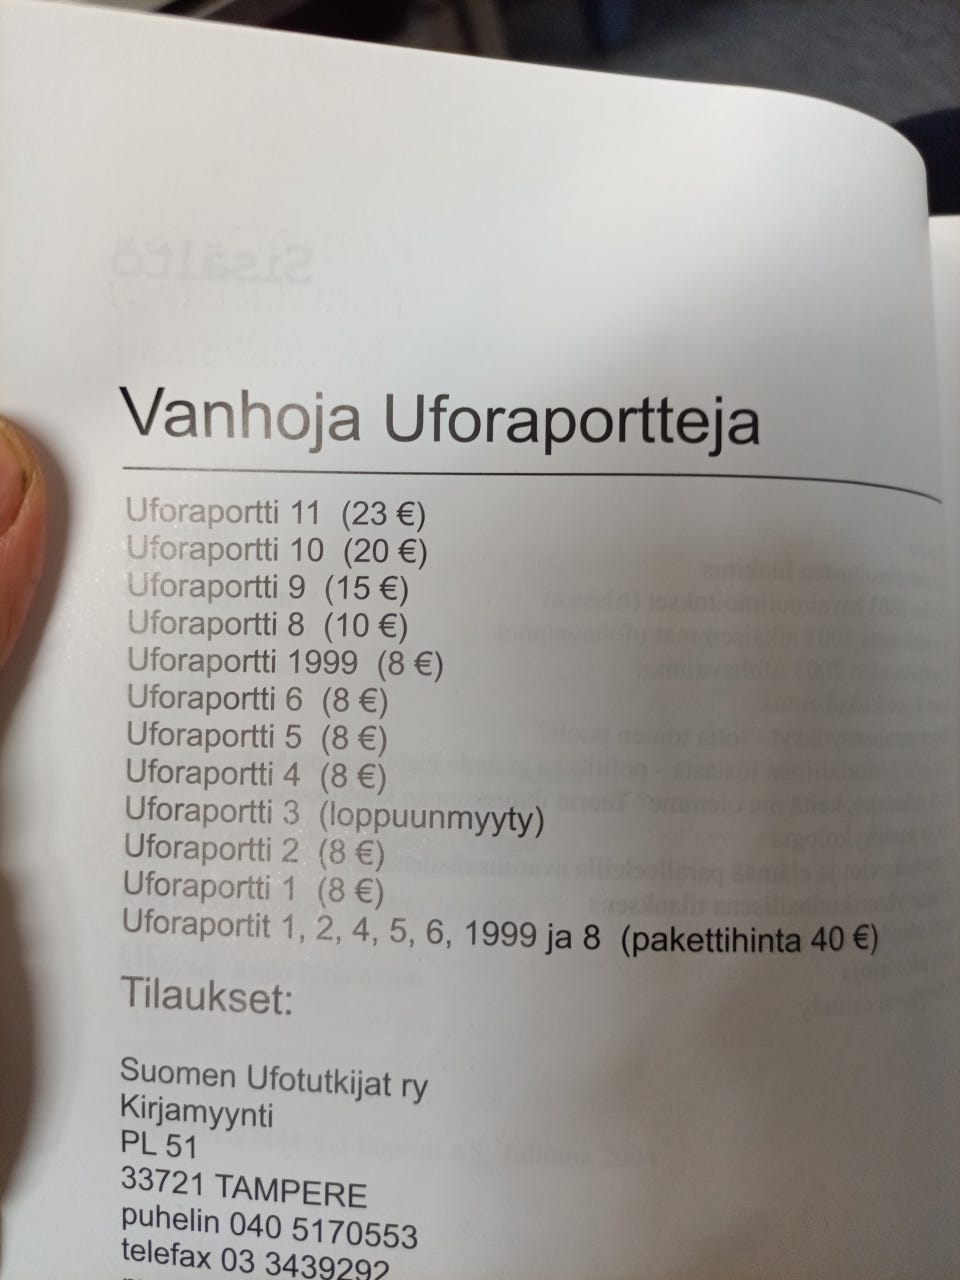 Sisältö
Vanhoja Uforaportteja
Uforaportti 11 (23 €)
Uforaportti 10 (20 €)
Uforaportti 9 (15 €)
Uforaportti 8 (10 €)
Uforaportti 1999 (8 €)
Uforaportti 6 (8 €)
Uforaportti 5 (8 €)
Uforaportti 4 (8 €)
Uforaportti 3 (loppuunmyyty)
Uforaportti 2 (8 €)
Uforaportti 1 (8 €)
Uforaportit 1, 2, 4, 5, 6, 1999 ja 8 (pakettihinta 40 €)
Tilaukset:
Suomen Ufotutkijat ry
Kirjamyynti
PL 51
33721 TAMPERE
puhelin 040 5170553
telefax 03 3439292